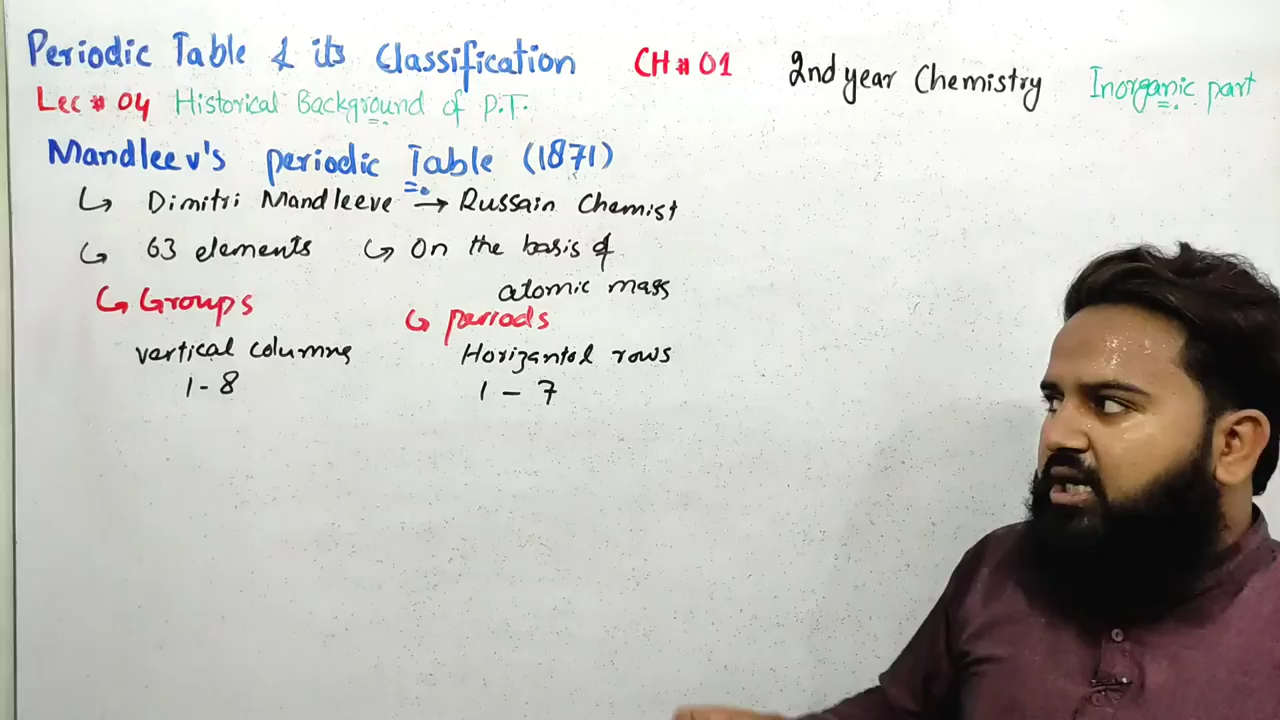 Periodic Table & its Classification CH # 01 2nd year Chemistry Inorganic part
Lec # 04 Historical Background of P.T.
Mandleev's periodic Table (1871)
↳ Dimitri Mandleeve → Russain Chemist
↳ 63 elements ↳ On the basis of
atomic mass
↳ Groups
↳ periods
vertical columns Horizantal rows
1-8 1 – 7